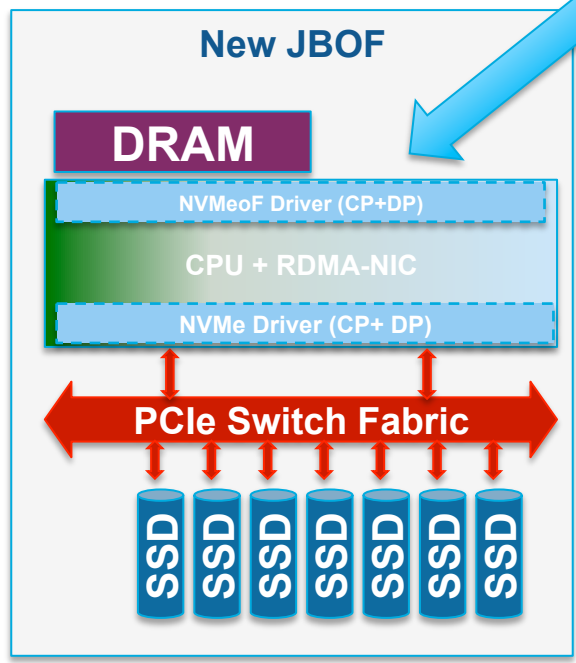 New JBOF
DRAM
NVMeoF Driver (CP+DP)
CPU + RDMA-NIC
NVMe Driver (CP+ DP)
PCIe Switch Fabric
SSD
SSD
SSD
SSD
SSD
SSD
SSD